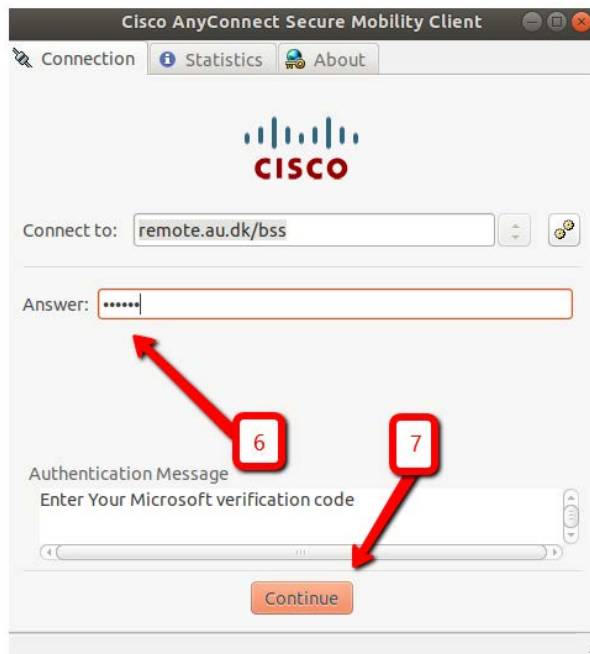 Cisco AnyConnect Secure Mobility Client
Connection Statistics About
CISCO
Connect to: remote.au.dk/bss
Answer: ••••••
6
7
Authentication Message
Enter Your Microsoft verification code
Continue